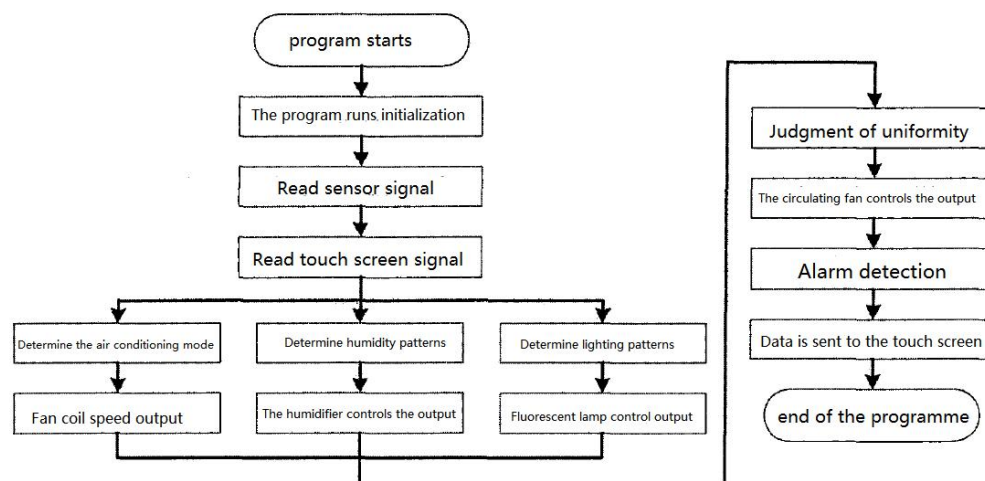 program starts
The program runs initialization
Read sensor signal
Read touch screen signal
Determine the air conditioning mode
Determine humidity patterns
Determine lighting patterns
Fan coil speed output
The humidifier controls the output
Fluorescent lamp control output
Judgment of uniformity
The circulating fan controls the output
Alarm detection
Data is sent to the touch screen
end of the programme